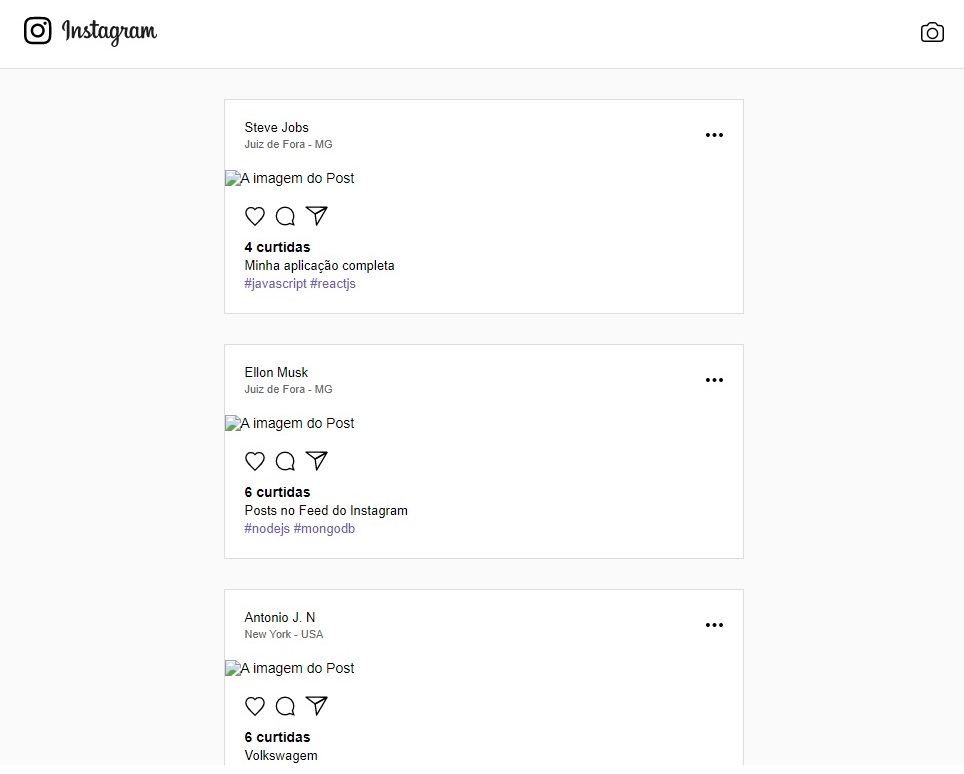 Instagram
Steve Jobs
Juiz de Fora - MG
A imagem do Post
4 curtidas
Minha aplicação completa
#javascript #reactjs
Ellon Musk
Juiz de Fora - MG
A imagem do Post
6 curtidas
Posts no Feed do Instagram
#nodejs #mongodb
Antonio J. N
New York - USA
A imagem do Post
6 curtidas
Volkswagem